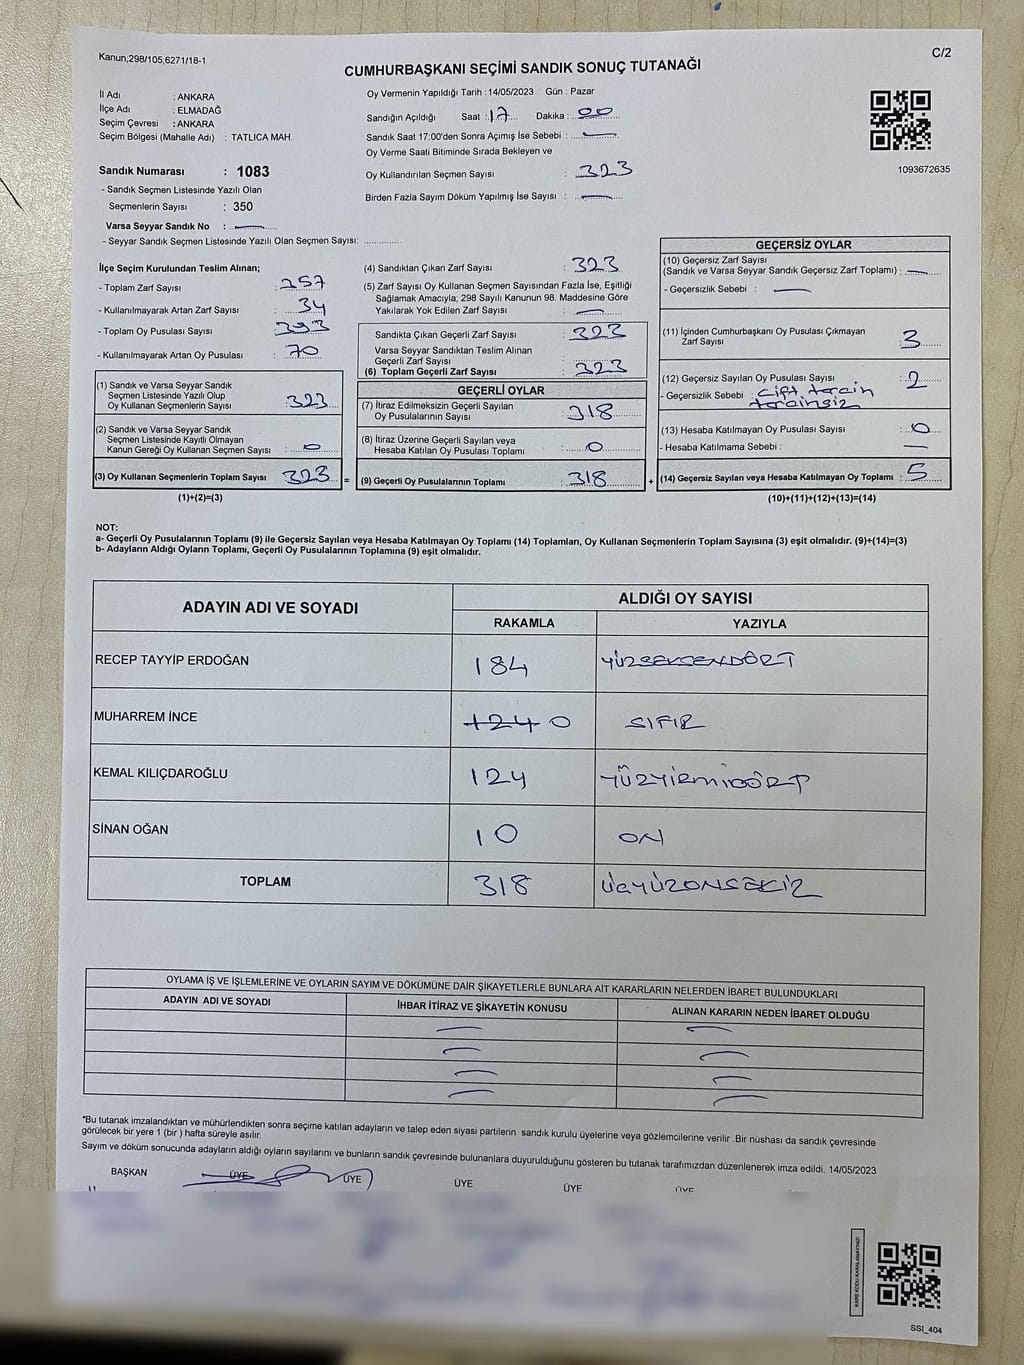 Kanun;298/105,6271/18-1
C/2
CUMHURBAŞKANI SEÇİMİ SANDIK SONUÇ TUTANAĞI
İl Adı : ANKARA
İlçe Adı : ELMADAĞ
Seçim Çevresi : ANKARA
Seçim Bölgesi (Mahalle Adı) : TATLICA MAH.
Sandık Numarası : 1083
- Sandık Seçmen Listesinde Yazılı Olan
Seçmenlerin Sayısı : 350
Varsa Seyyar Sandık No :
- Seyyar Sandık Seçmen Listesinde Yazılı Olan Seçmen Sayısı:
Oy Vermenin Yapıldığı Tarih : 14/05/2023 Gün : Pazar
Sandığın Açıldığı Saat : 17 Dakika : 00
Sandık Saat 17:00'den Sonra Açımış İse Sebebi :
Oy Verme Saati Bitiminde Sırada Bekleyen ve
Oy Kullandırılan Seçmen Sayısı : 323
Birden Fazla Sayım Döküm Yapılmış İse Sayısı :
1093672635
İlçe Seçim Kurulundan Teslim Alınan;
- Toplam Zarf Sayısı : 357
- Kullanılmayarak Artan Zarf Sayısı : 34
- Toplam Oy Pusulası Sayısı : 393
- Kullanılmayarak Artan Oy Pusulası : 70
(1) Sandık ve Varsa Seyyar Sandık
Seçmen Listesinde Yazılı Olup
Oy Kullanan Seçmenlerin Sayısı : 323
(2) Sandık ve Varsa Seyyar Sandık
Seçmen Listesinde Kayıtlı Olmayan
Kanun Gereği Oy Kullanan Seçmen Sayısı : 0
(3) Oy Kullanan Seçmenlerin Toplam Sayısı : 323 =
(1)+(2)=(3)
(4) Sandıktan Çıkan Zarf Sayısı : 323
(5) Zarf Sayısı Oy Kullanan Seçmen Sayısından Fazla İse, Eşitliği
Sağlamak Amacıyla; 298 Sayılı Kanunun 98. Maddesine Göre
Yakılarak Yok Edilen Zarf Sayısı :
Sandıkta Çıkan Geçerli Zarf Sayısı : 323
Varsa Seyyar Sandıktan Teslim Alınan
Geçerli Zarf Sayısı :
(6) Toplam Geçerli Zarf Sayısı : 323
GEÇERLİ OYLAR
(7) İtiraz Edilmeksizin Geçerli Sayılan
Oy Pusulalarının Sayısı : 318
(8) İtiraz Üzerine Geçerli Sayılan veya
Hesaba Katılan Oy Pusulası Toplamı : 0
(9) Geçerli Oy Pusulalarının Toplamı : 318 +
GEÇERSİZ OYLAR
(10) Geçersiz Zarf Sayısı
(Sandık ve Varsa Seyyar Sandık Geçersiz Zarf Toplamı) :
- Geçersizlik Sebebi :
(11) İçinden Cumhurbaşkanı Oy Pusulası Çıkmayan
Zarf Sayısı : 3
(12) Geçersiz Sayılan Oy Pusulası Sayısı : 2
- Geçersizlik Sebebi : çift tercih
tercihsiz
(13) Hesaba Katılmayan Oy Pusulası Sayısı : 0
- Hesaba Katılmama Sebebi :
(14) Geçersiz Sayılan veya Hesaba Katılmayan Oy Toplamı : 5
(10)+(11)+(12)+(13)=(14)
NOT:
a- Geçerli Oy Pusulalarının Toplamı (9) ile Geçersiz Sayılan veya Hesaba Katılmayan Oy Toplamı (14) Toplamları, Oy Kullanan Seçmenlerin Toplam Sayısına (3) eşit olmalıdır. (9)+(14)=(3)
b- Adayların Aldığı Oyların Toplamı, Geçerli Oy Pusulalarının Toplamına (9) eşit olmalıdır.
ADAYIN ADI VE SOYADI
ALDIĞI OY SAYISI
RAKAMLA YAZIYLA
RECEP TAYYİP ERDOĞAN 184 YÜZSEKSENDÖRT
MUHARREM İNCE 124 0 SIFIR
KEMAL KILIÇDAROĞLU 124 YÜZYİRMİDÖRT
SİNAN OĞAN 10 ON
TOPLAM 318 ÜÇYÜZONSEKİZ
OYLAMA İŞ VE İŞLEMLERİNE VE OYLARIN SAYIM VE DÖKÜMÜNE DAİR ŞİKAYETLERLE BUNLARA AİT KARARLARIN NELERDEN İBARET BULUNDUKLARI
ADAYIN ADI VE SOYADI İHBAR İTİRAZ VE ŞİKAYETİN KONUSU ALINAN KARARIN NEDEN İBARET OLDUĞU
*Bu tutanak imzalandıktan ve mühürlendikten sonra seçime katılan adayların ve talep eden siyasi partilerin sandık kurulu üyelerine veya gözlemcilerine verilir .Bir nüshası da sandık çevresinde
görülecek bir yere 1 (bir ) hafta süreyle asılır.
Sayım ve döküm sonucunda adayların aldığı oyların sayılarını ve bunların sandık çevresinde bulunanlara duyurulduğunu gösteren bu tutanak tarafımızdan düzenlenerek imza edildi. 14/05/2023
BAŞKAN ÜYE ÜYE ÜYE ÜYE ÜYE
KARE KODU KARALAMAYINIZ!
SSI_404